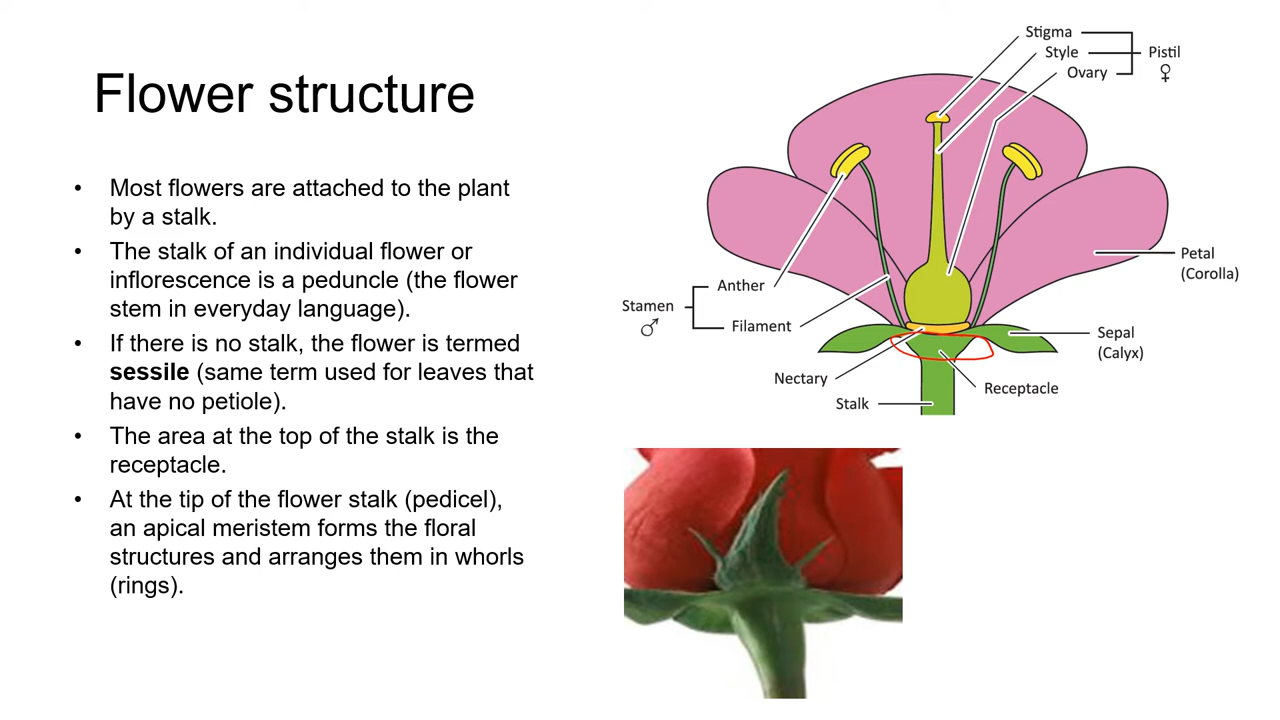 Flower structure
• Most flowers are attached to the plant
by a stalk.
• The stalk of an individual flower or
inflorescence is a peduncle (the flower
stem in everyday language).
• If there is no stalk, the flower is termed
sessile (same term used for leaves that
have no petiole).
• The area at the top of the stalk is the
receptacle.
• At the tip of the flower stalk (pedicel),
an apical meristem forms the floral
structures and arranges them in whorls
(rings).
Stigma
Style
Ovary
Pistil
♀
Petal
(Corolla)
Anther
Stamen
♂
Filament
Sepal
(Calyx)
Nectary
Receptacle
Stalk